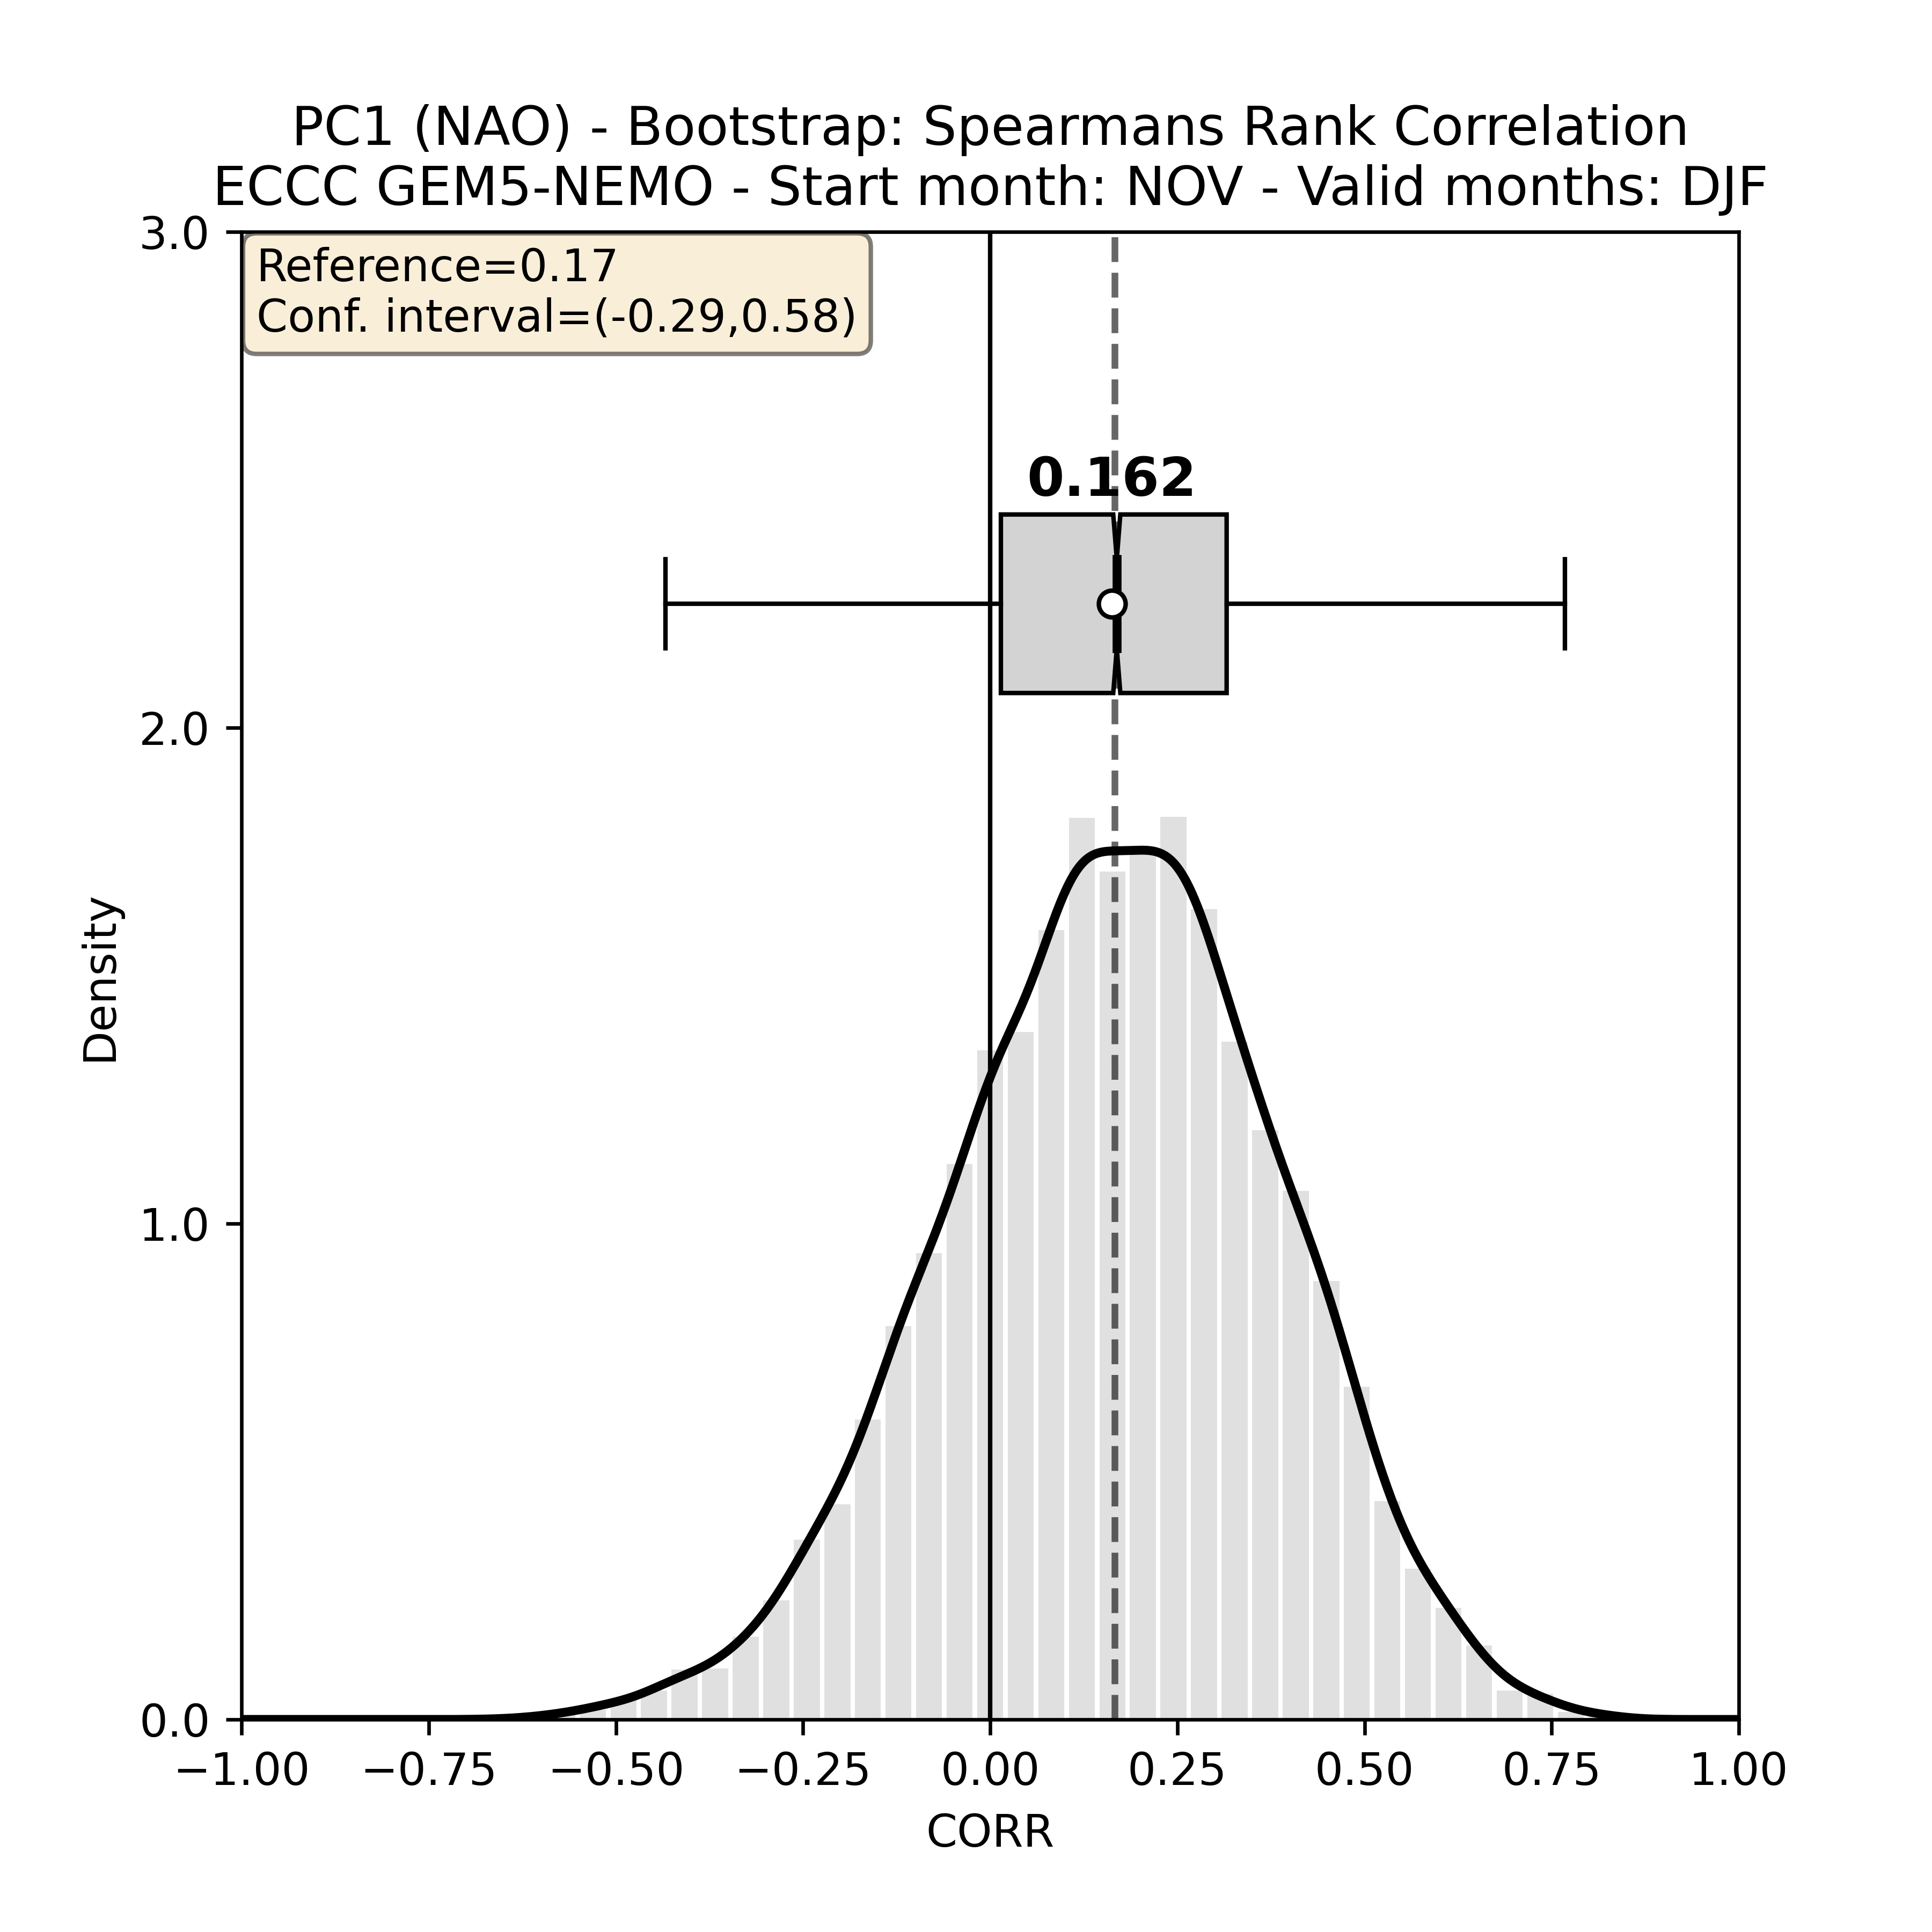 PC1 (NAO) - Bootstrap: Spearmans Rank Correlation
ECCC GEM5-NEMO - Start month: NOV - Valid months: DJF
Reference=0.17
Conf. interval=(-0.29,0.58)
0.162
3.0
2.0
1.0
0.0
Density
−1.00 −0.75 −0.50 −0.25 0.00 0.25 0.50 0.75 1.00
CORR